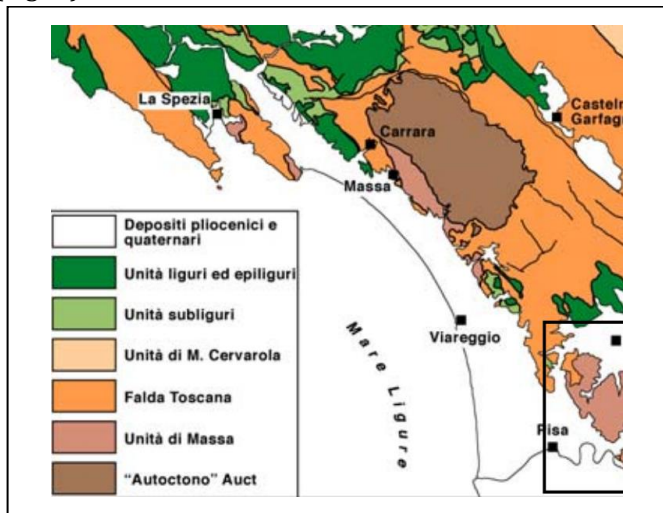 La Spezia
Carrara
Massa
Viareggio
Pisa
Mare Ligure
Depositi pliocenici e
quaternari
Unità liguri ed epiliguri
Unità subliguri
Unità di M. Cervarola
Falda Toscana
Unità di Massa
“Autoctono” Auct